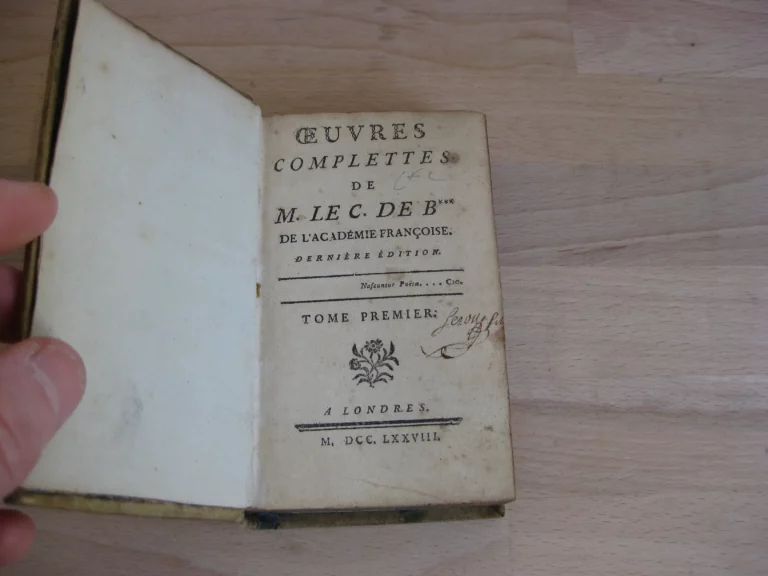 ŒUVRES
COMPLETTES
DE
M. LE C. DE B***
DE L'ACADÉMIE FRANÇOISE.
DERNIÈRE ÉDITION.
Nascuntur Poëtæ.... Cic.
TOME PREMIER.
A LONDRES.
M. DCC. LXXVIII.